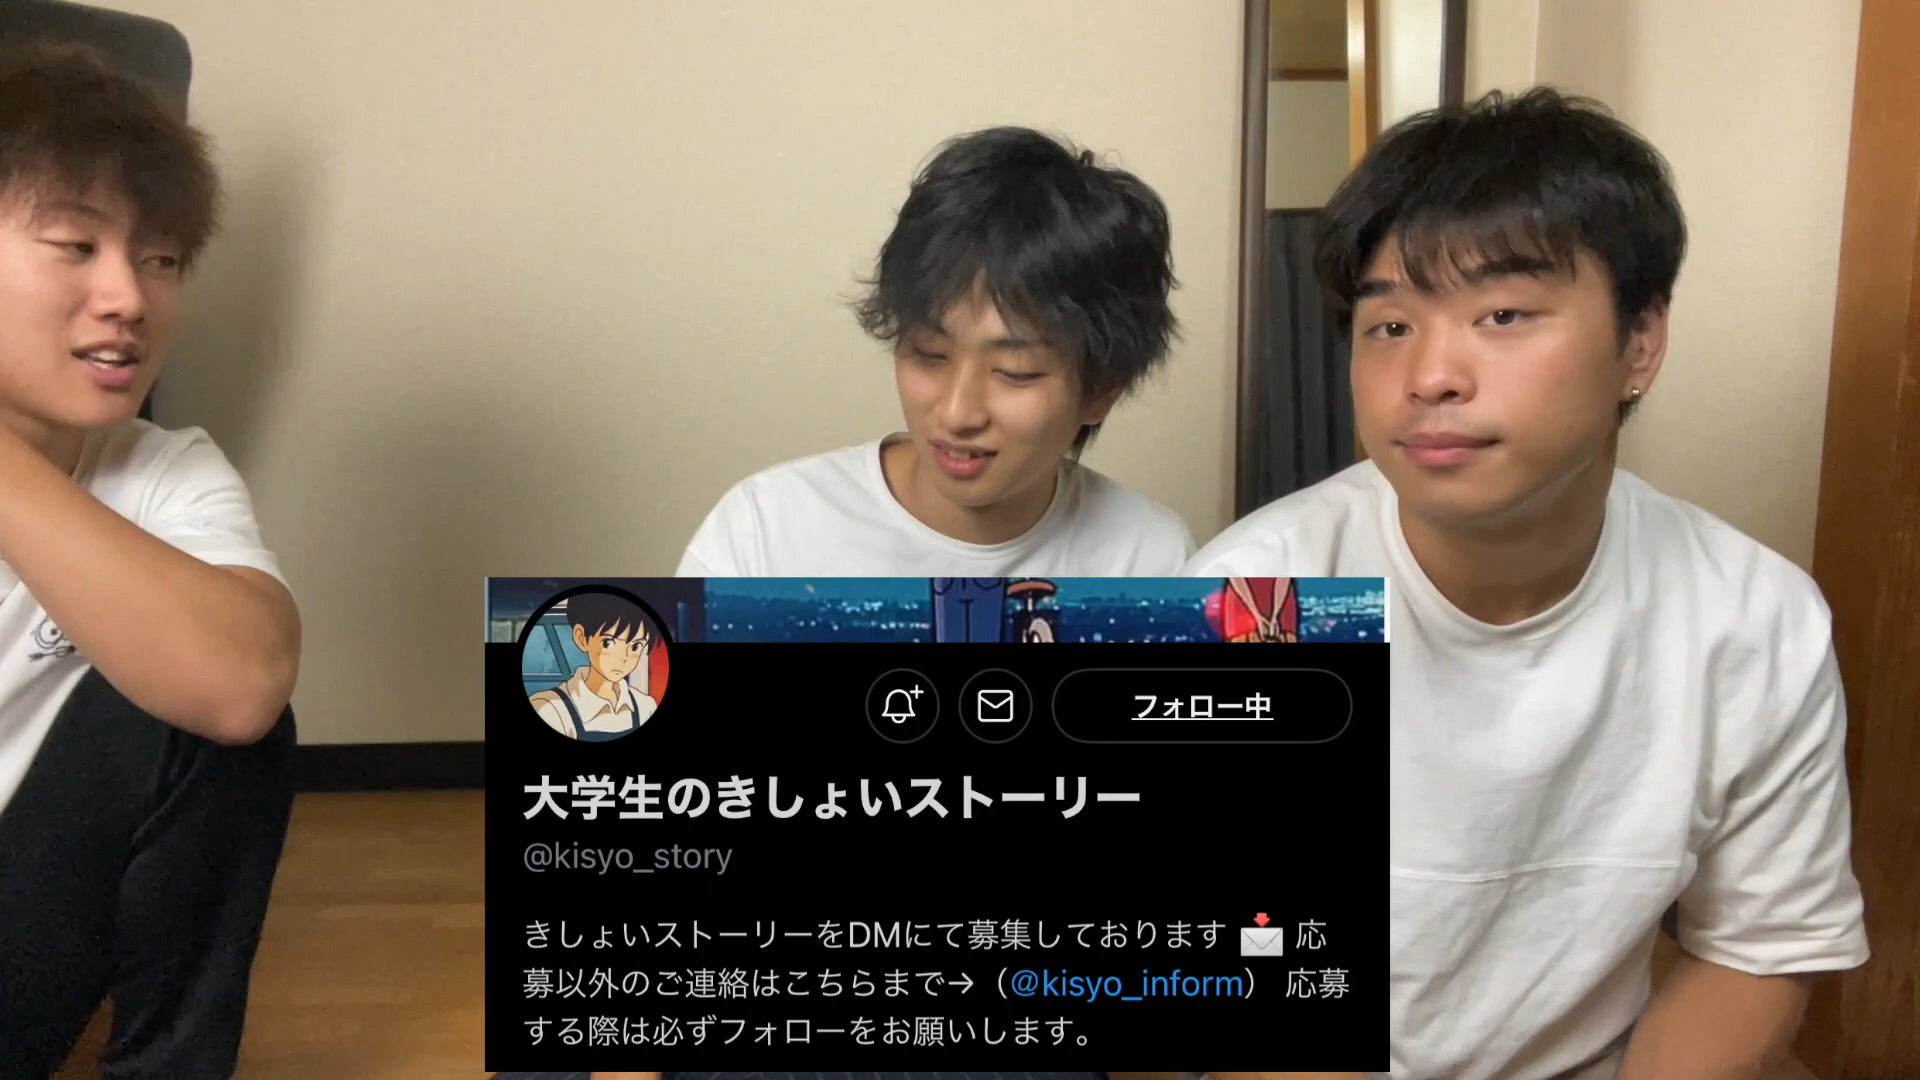 フォロー中
大学生のきしょいストーリー
@kisyo_story
きしょいストーリーをDMにて募集しております 📩 応
募以外のご連絡はこちらまで→（@kisyo_inform） 応募
する際は必ずフォローをお願いします。